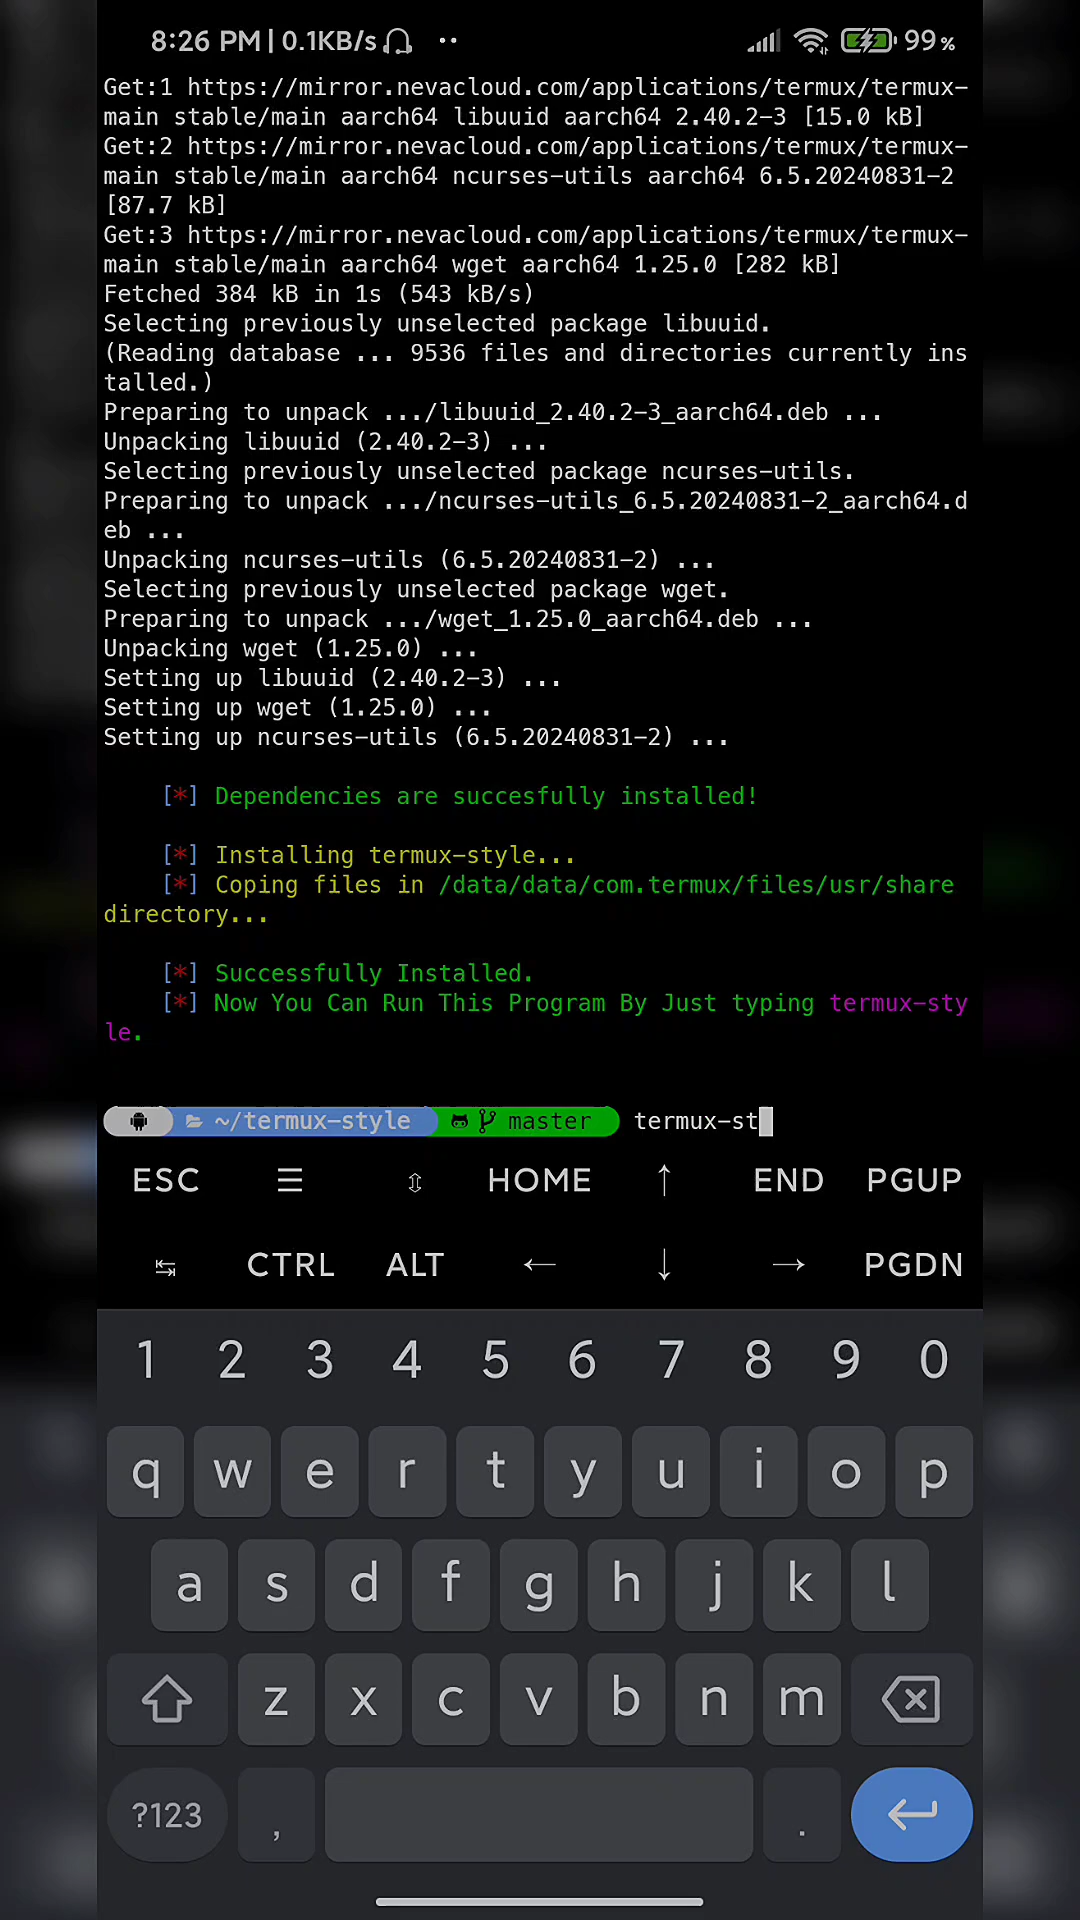 8:26 PM | 0.1KB/s .. 99%
Get:1 https://mirror.nevacloud.com/applications/termux/termux-
main stable/main aarch64 libuuid aarch64 2.40.2-3 [15.0 kB]
Get:2 https://mirror.nevacloud.com/applications/termux/termux-
main stable/main aarch64 ncurses-utils aarch64 6.5.20240831-2
[87.7 kB]
Get:3 https://mirror.nevacloud.com/applications/termux/termux-
main stable/main aarch64 wget aarch64 1.25.0 [282 kB]
Fetched 384 kB in 1s (543 kB/s)
Selecting previously unselected package libuuid.
(Reading database ... 9536 files and directories currently ins
talled.)
Preparing to unpack .../libuuid_2.40.2-3_aarch64.deb ...
Unpacking libuuid (2.40.2-3) ...
Selecting previously unselected package ncurses-utils.
Preparing to unpack .../ncurses-utils_6.5.20240831-2_aarch64.d
eb ...
Unpacking ncurses-utils (6.5.20240831-2) ...
Selecting previously unselected package wget.
Preparing to unpack .../wget_1.25.0_aarch64.deb ...
Unpacking wget (1.25.0) ...
Setting up libuuid (2.40.2-3) ...
Setting up wget (1.25.0) ...
Setting up ncurses-utils (6.5.20240831-2) ...
[*] Dependencies are succesfully installed!
[*] Installing termux-style...
[*] Coping files in /data/data/com.termux/files/usr/share
directory...
[*] Successfully Installed.
[*] Now You Can Run This Program By Just typing termux-sty
le.
~/termux-style master termux-st
ESC ☰ ⇳ HOME ↑ END PGUP
↹ CTRL ALT ← ↓ → PGDN
1 2 3 4 5 6 7 8 9 0
q w e r t y u i o p
a s d f g h j k l
z x c v b n m
?123 , .